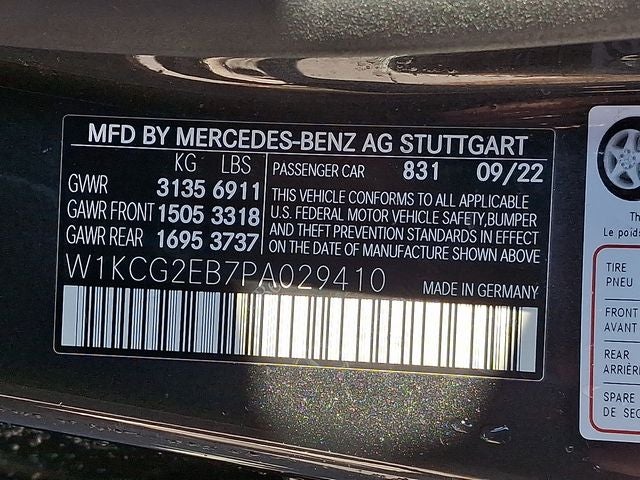 MFD BY MERCEDES-BENZ AG STUTTGART
KG LBS
GVWR 3135 6911
GAWR FRONT 1505 3318
GAWR REAR 1695 3737
PASSENGER CAR 831 09/22
THIS VEHICLE CONFORMS TO ALL APPLICABLE
U.S. FEDERAL MOTOR VEHICLE SAFETY,BUMPER
AND THEFT PREVENTION STANDARDS IN EFFECT
ON THE DATE OF MANUFACTURE SHOWN ABOVE
W1KCG2EB7PA029410
MADE IN GERMANY
Th
Le poids
TIRE
PNEU
FRONT
AVANT
REAR
ARRIÈR
SPARE
DE SEC